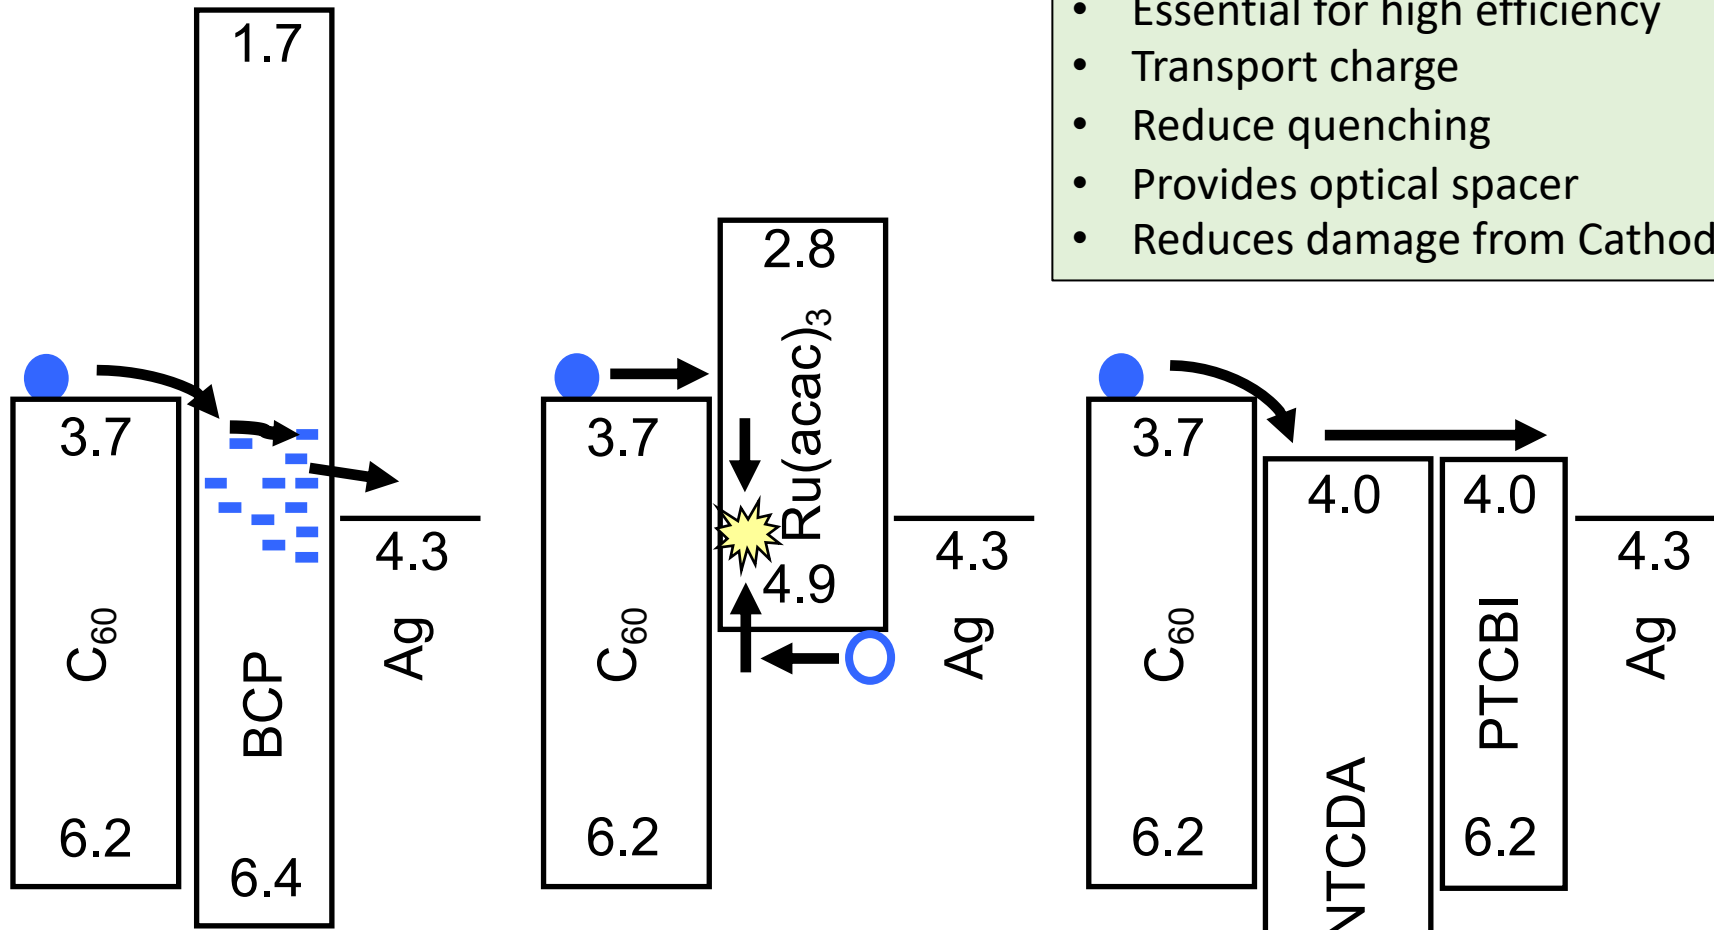 • Essential for high efficiency
• Transport charge
• Reduce quenching
• Provides optical spacer
• Reduces damage from Cathod
1.7
3.7
C₆₀
6.2
BCP
6.4
4.3
Ag
3.7
C₆₀
6.2
2.8
Ru(acac)₃
4.9
4.3
Ag
3.7
C₆₀
6.2
4.0
NTCDA
4.0
PTCBI
6.2
4.3
Ag